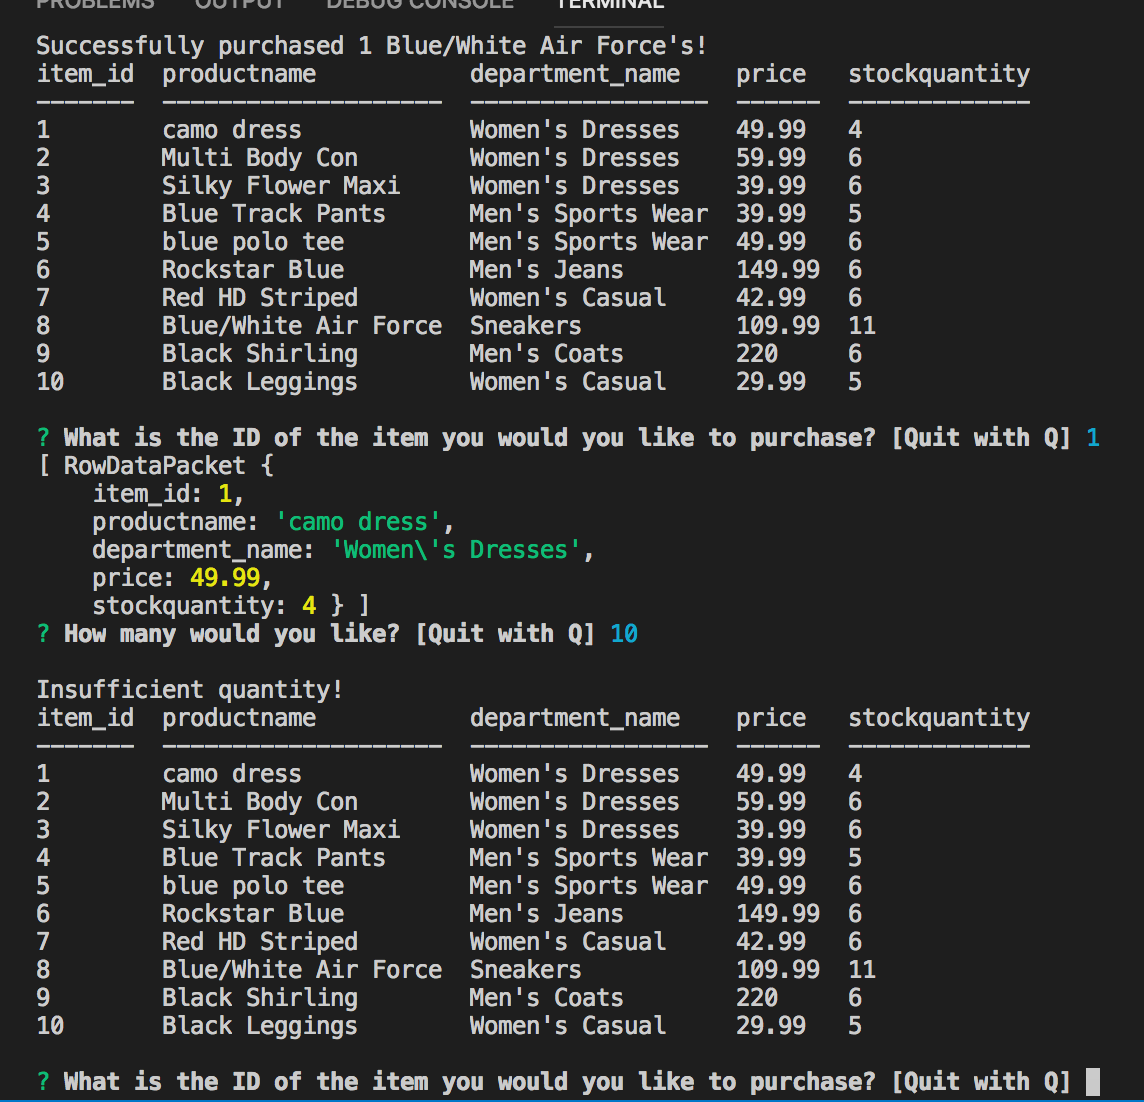 PROBLEMS OUTPUT DEBUG CONSOLE TERMINAL
Successfully purchased 1 Blue/White Air Force's!
item_id  productname           department_name    price   stockquantity
-------  --------------------  -----------------  ------  -------------
1        camo dress            Women's Dresses    49.99   4
2        Multi Body Con        Women's Dresses    59.99   6
3        Silky Flower Maxi     Women's Dresses    39.99   6
4        Blue Track Pants      Men's Sports Wear  39.99   5
5        blue polo tee         Men's Sports Wear  49.99   6
6        Rockstar Blue         Men's Jeans        149.99  6
7        Red HD Striped        Women's Casual     42.99   6
8        Blue/White Air Force  Sneakers           109.99  11
9        Black Shirling        Men's Coats        220     6
10       Black Leggings        Women's Casual     29.99   5
? What is the ID of the item you would you like to purchase? [Quit with Q] 1
[ RowDataPacket {
    item_id: 1,
    productname: 'camo dress',
    department_name: 'Women\'s Dresses',
    price: 49.99,
    stockquantity: 4 } ]
? How many would you like? [Quit with Q] 10
Insufficient quantity!
item_id  productname           department_name    price   stockquantity
-------  --------------------  -----------------  ------  -------------
1        camo dress            Women's Dresses    49.99   4
2        Multi Body Con        Women's Dresses    59.99   6
3        Silky Flower Maxi     Women's Dresses    39.99   6
4        Blue Track Pants      Men's Sports Wear  39.99   5
5        blue polo tee         Men's Sports Wear  49.99   6
6        Rockstar Blue         Men's Jeans        149.99  6
7        Red HD Striped        Women's Casual     42.99   6
8        Blue/White Air Force  Sneakers           109.99  11
9        Black Shirling        Men's Coats        220     6
10       Black Leggings        Women's Casual     29.99   5
? What is the ID of the item you would you like to purchase? [Quit with Q]